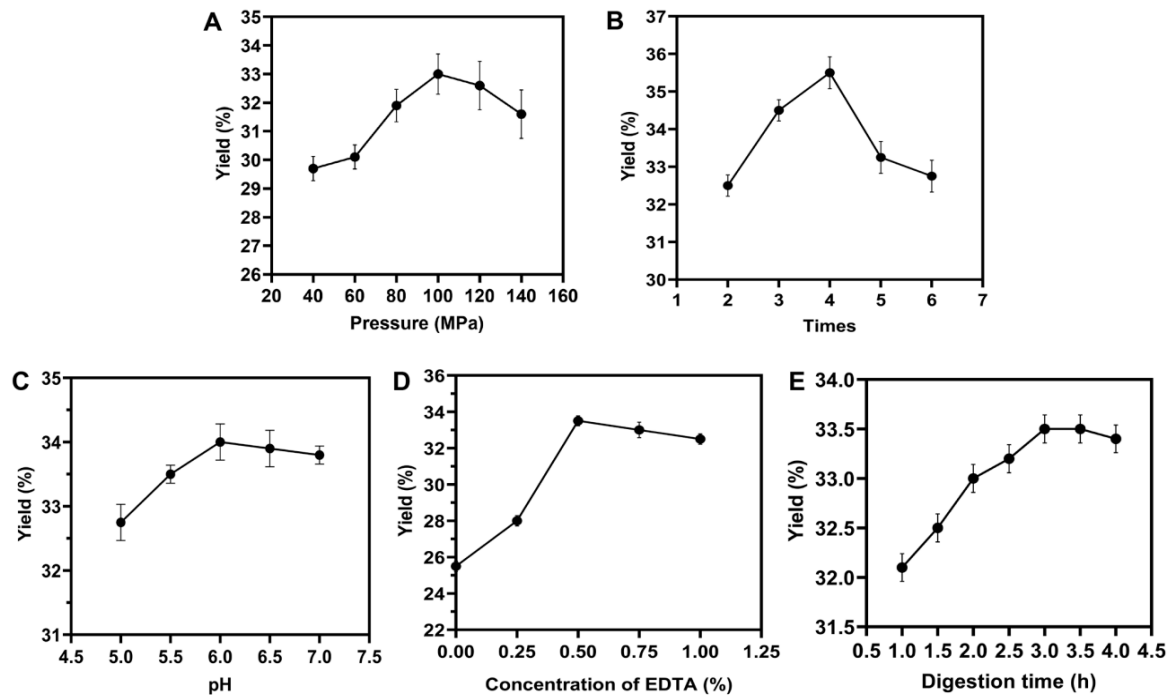 A
Yield (%)
35
34
33
32
31
30
29
28
27
26
20 40 60 80 100 120 140 160
Pressure (MPa)
B
Yield (%)
37
36
35
34
33
32
31
30
1 2 3 4 5 6 7
Times
C
Yield (%)
35
34
33
32
31
4.5 5.0 5.5 6.0 6.5 7.0 7.5
pH
D
Yield (%)
36
34
32
30
28
26
24
22
0.00 0.25 0.50 0.75 1.00 1.25
Concentration of EDTA (%)
E
Yield (%)
34.0
33.5
33.0
32.5
32.0
31.5
0.5 1.0 1.5 2.0 2.5 3.0 3.5 4.0 4.5
Digestion time (h)